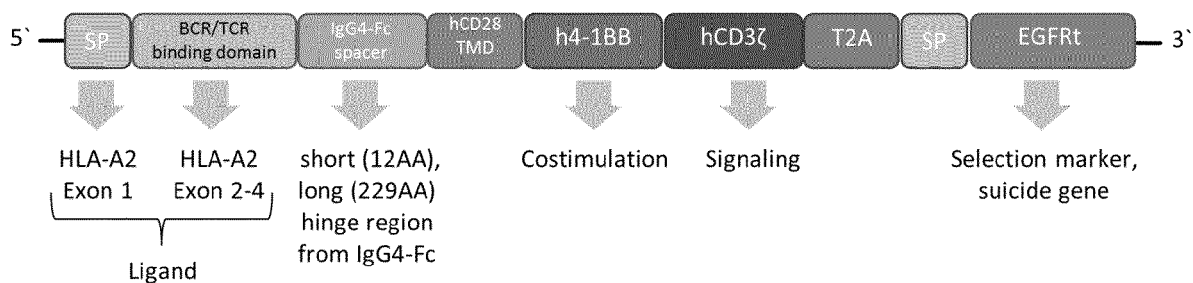 5` SP BCR/TCR binding domain IgG4-Fc spacer hCD28 TMD h4-1BB hCD3ζ T2A SP EGFRt 3`
HLA-A2 Exon 1
HLA-A2 Exon 2-4
short (12AA),
long (229AA)
hinge region
from IgG4-Fc
Costimulation
Signaling
Selection marker,
suicide gene
Ligand